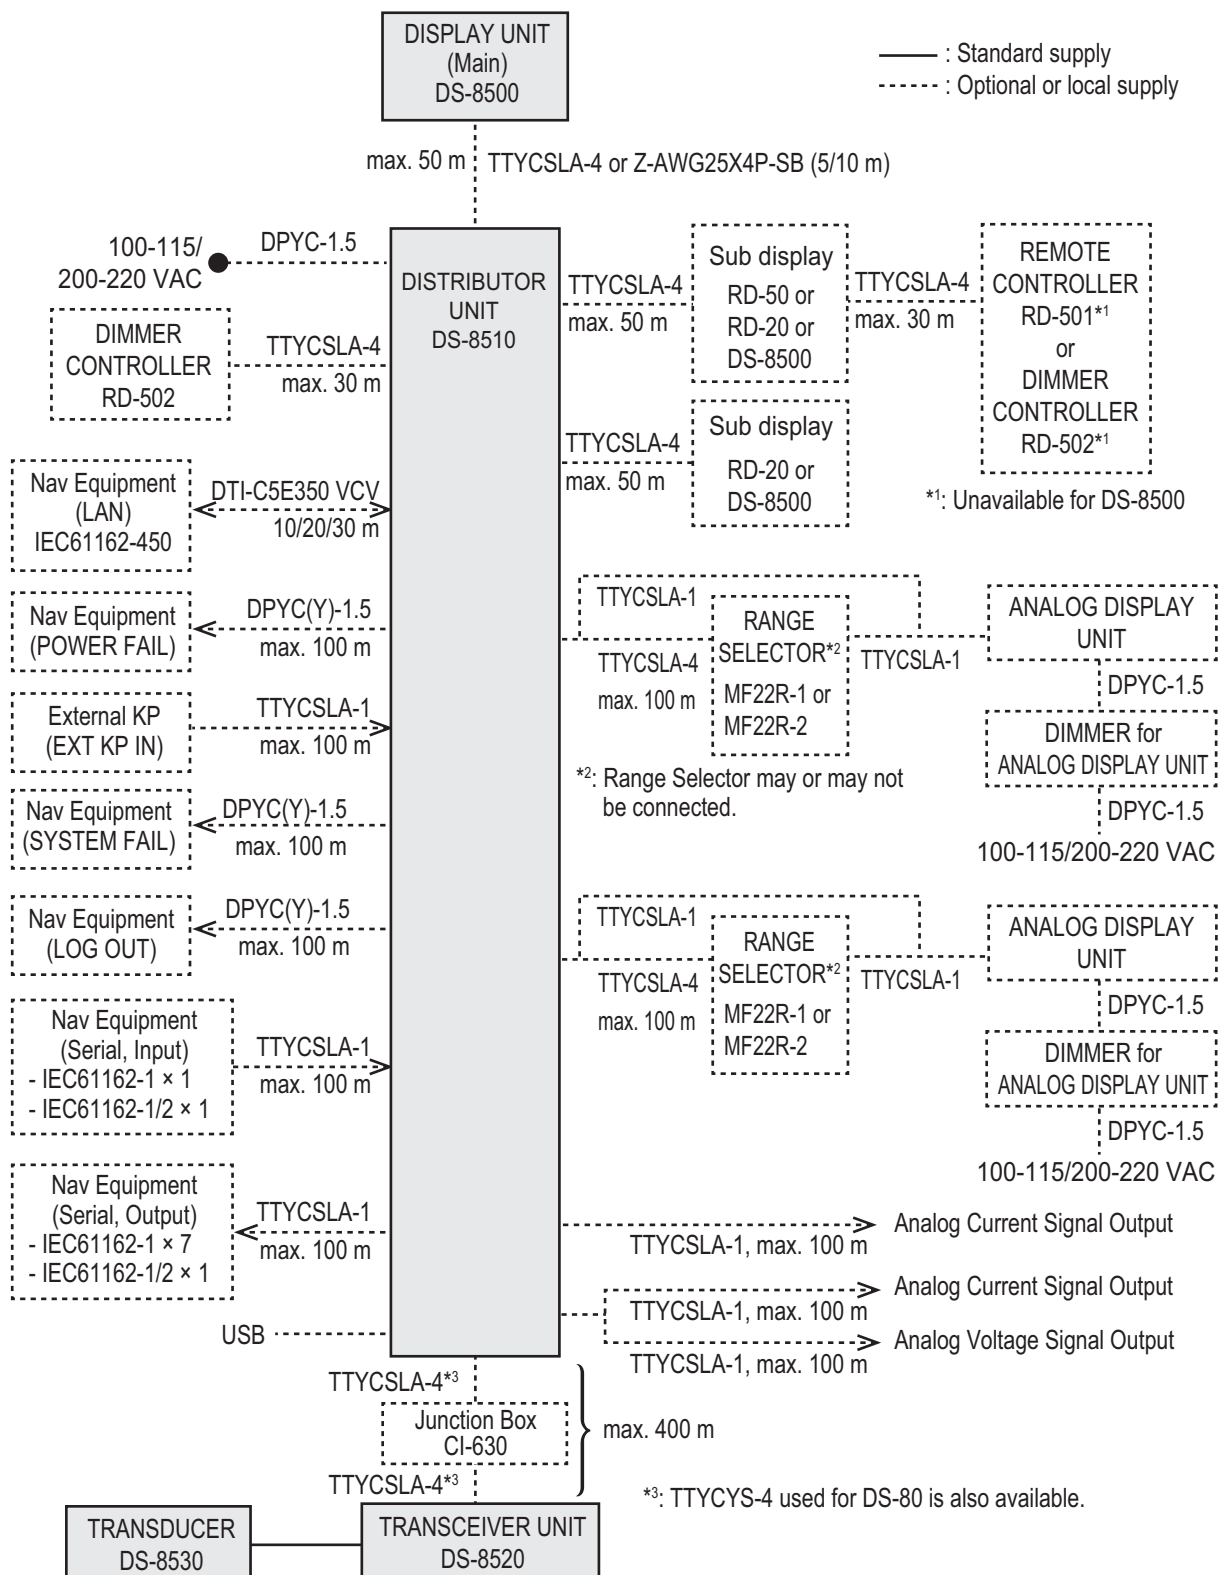 DISPLAY UNIT
(Main)
DS-8500
: Standard supply
: Optional or local supply
max. 50 m
TTYCSLA-4 or Z-AWG25X4P-SB (5/10 m)
100-115/
200-220 VAC
DPYC-1.5
DISTRIBUTOR
UNIT
DS-8510
DIMMER
CONTROLLER
RD-502
TTYCSLA-4
max. 30 m
TTYCSLA-4
max. 50 m
Sub display
RD-50 or
RD-20 or
DS-8500
TTYCSLA-4
max. 30 m
REMOTE
CONTROLLER
RD-501*1
or
DIMMER
CONTROLLER
RD-502*1
*1: Unavailable for DS-8500
TTYCSLA-4
max. 50 m
Sub display
RD-20 or
DS-8500
Nav Equipment
(LAN)
IEC61162-450
DTI-C5E350 VCV
10/20/30 m
Nav Equipment
(POWER FAIL)
DPYC(Y)-1.5
max. 100 m
External KP
(EXT KP IN)
TTYCSLA-1
max. 100 m
Nav Equipment
(SYSTEM FAIL)
DPYC(Y)-1.5
max. 100 m
Nav Equipment
(LOG OUT)
DPYC(Y)-1.5
max. 100 m
Nav Equipment
(Serial, Input)
- IEC61162-1 × 1
- IEC61162-1/2 × 1
TTYCSLA-1
max. 100 m
Nav Equipment
(Serial, Output)
- IEC61162-1 × 7
- IEC61162-1/2 × 1
TTYCSLA-1
max. 100 m
USB
TTYCSLA-1
TTYCSLA-4
max. 100 m
RANGE
SELECTOR*2
MF22R-1 or
MF22R-2
TTYCSLA-1
ANALOG DISPLAY
UNIT
DPYC-1.5
DIMMER for
ANALOG DISPLAY UNIT
DPYC-1.5
100-115/200-220 VAC
*2: Range Selector may or may not
be connected.
TTYCSLA-1
TTYCSLA-4
max. 100 m
RANGE
SELECTOR*2
MF22R-1 or
MF22R-2
TTYCSLA-1
ANALOG DISPLAY
UNIT
DPYC-1.5
DIMMER for
ANALOG DISPLAY UNIT
DPYC-1.5
100-115/200-220 VAC
Analog Current Signal Output
TTYCSLA-1, max. 100 m
Analog Current Signal Output
TTYCSLA-1, max. 100 m
Analog Voltage Signal Output
TTYCSLA-1, max. 100 m
TTYCSLA-4*3
Junction Box
CI-630
max. 400 m
TTYCSLA-4*3
*3: TTYCYS-4 used for DS-80 is also available.
TRANSDUCER
DS-8530
TRANSCEIVER UNIT
DS-8520